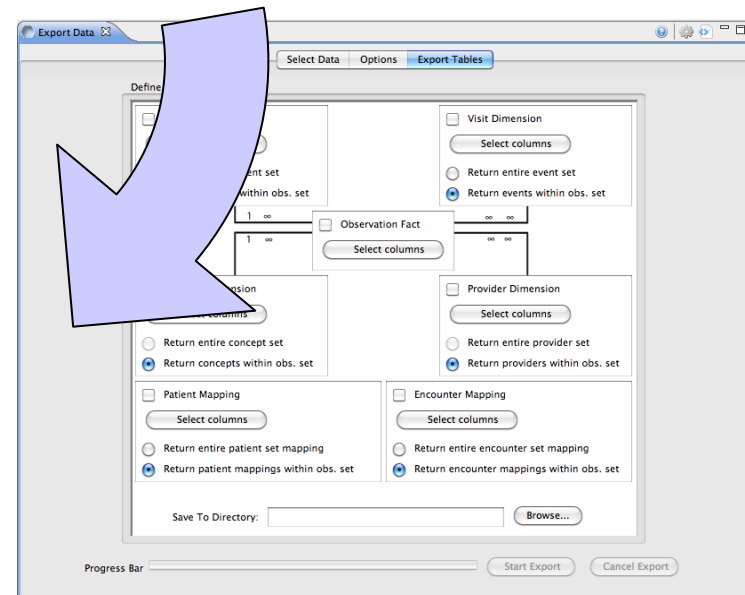 Export Data
Select Data Options Export Tables
Define
Visit Dimension
Select columns
ent set Return entire event set
within obs. set Return events within obs. set
1 ∞ ∞ ∞
Observation Fact
1 ∞ ∞ ∞
Select columns
nsion Provider Dimension
Select columns
Return entire concept set Return entire provider set
Return concepts within obs. set Return providers within obs. set
Patient Mapping Encounter Mapping
Select columns Select columns
Return entire patient set mapping Return entire encounter set mapping
Return patient mappings within obs. set Return encounter mappings within obs. set
Save To Directory: Browse...
Progress Bar Start Export Cancel Export